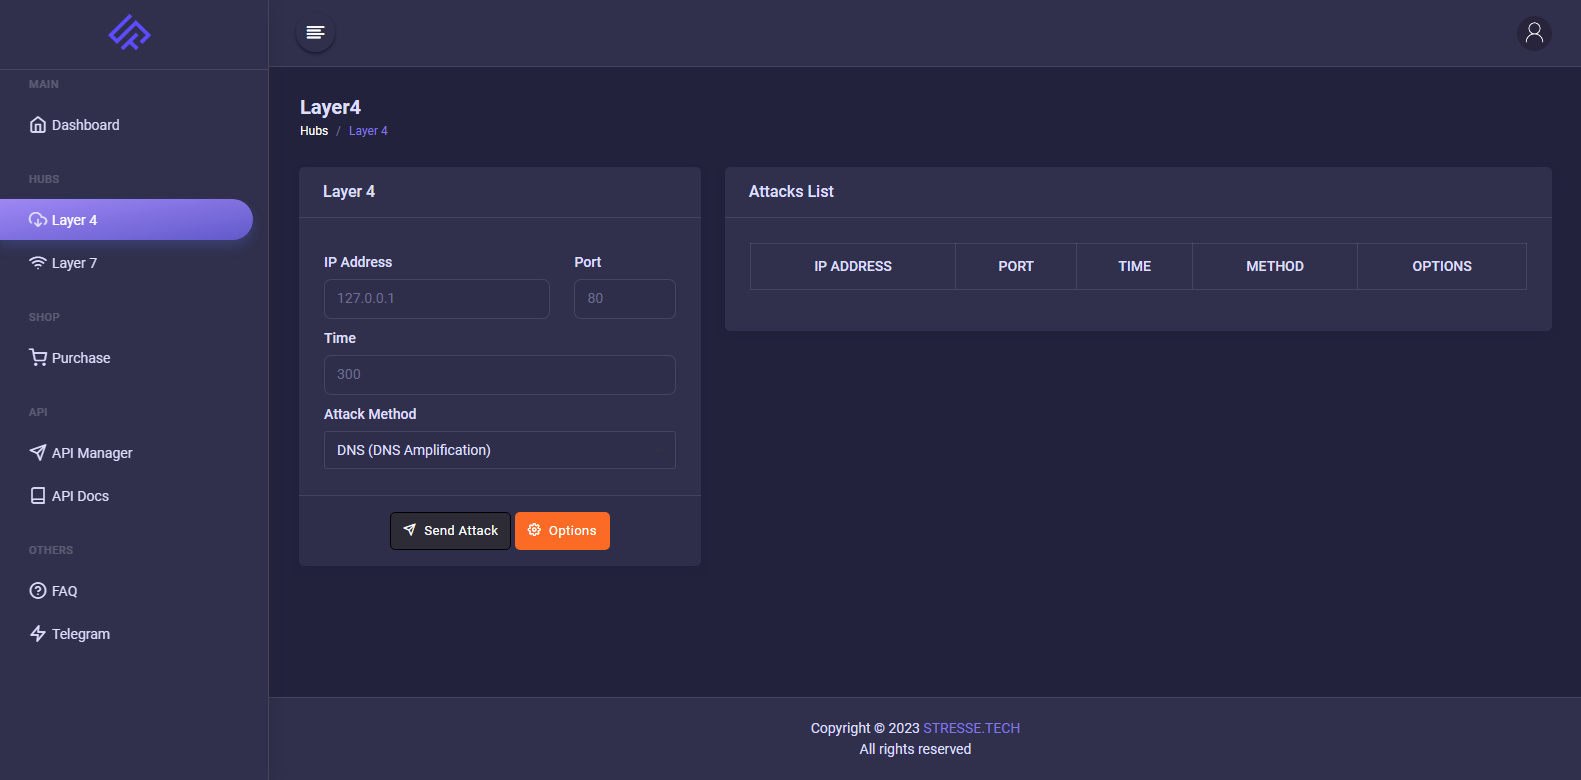 MAIN
Dashboard
HUBS
Layer 4
Layer 7
SHOP
Purchase
API
API Manager
API Docs
OTHERS
FAQ
Telegram
Layer4
Hubs / Layer 4
Layer 4
IP Address Port
127.0.0.1 80
Time
300
Attack Method
DNS (DNS Amplification)
Send Attack Options
Attacks List
IP ADDRESS PORT TIME METHOD OPTIONS
Copyright © 2023 STRESSE.TECH
All rights reserved